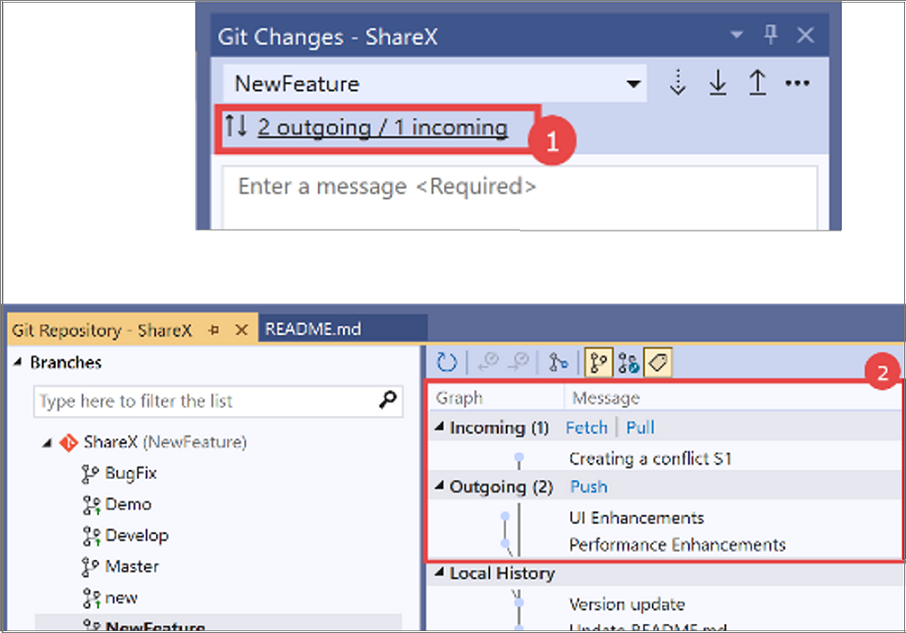 Git Changes - ShareX
NewFeature
2 outgoing / 1 incoming
1
Enter a message <Required>
Git Repository - ShareX
README.md
Branches
Type here to filter the list
ShareX (NewFeature)
BugFix
Demo
Develop
Master
new
NewFeature
2
Graph Message
Incoming (1) Fetch Pull
Creating a conflict S1
Outgoing (2) Push
UI Enhancements
Performance Enhancements
Local History
Version update
Update README.md